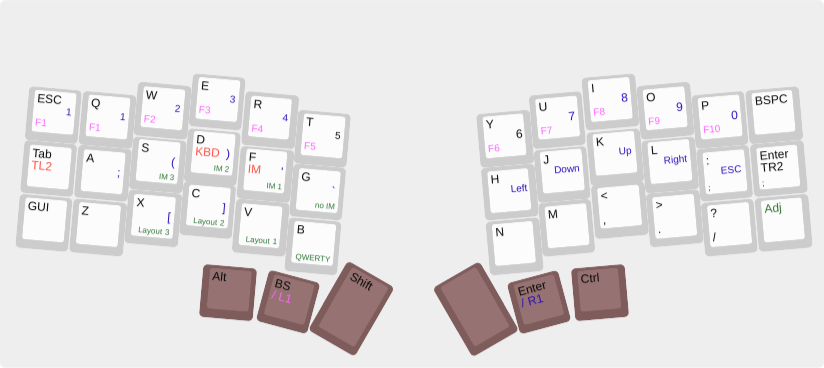 ESC 1
F1
Q 1
F1
W 2
F2
E 3
F3
R 4
F4
T 5
F5
Y 6
F6
U 7
F7
I 8
F8
O 9
F9
P 0
F10
BSPC
Tab
TL2
A ;
S (
IM 3
D
KBD )
IM 2
F
IM '
IM 1
G `
no IM
H Left
J Down
K Up
L Right
: ESC
;
Enter
TR2
;
GUI
Z
X [
Layout 3
C ]
Layout 2
V
Layout 1
B
QWERTY
N
M
<
,
>
.
?
/
Adj
Alt
BS
/ L1
Shift
Enter
/ R1
Ctrl